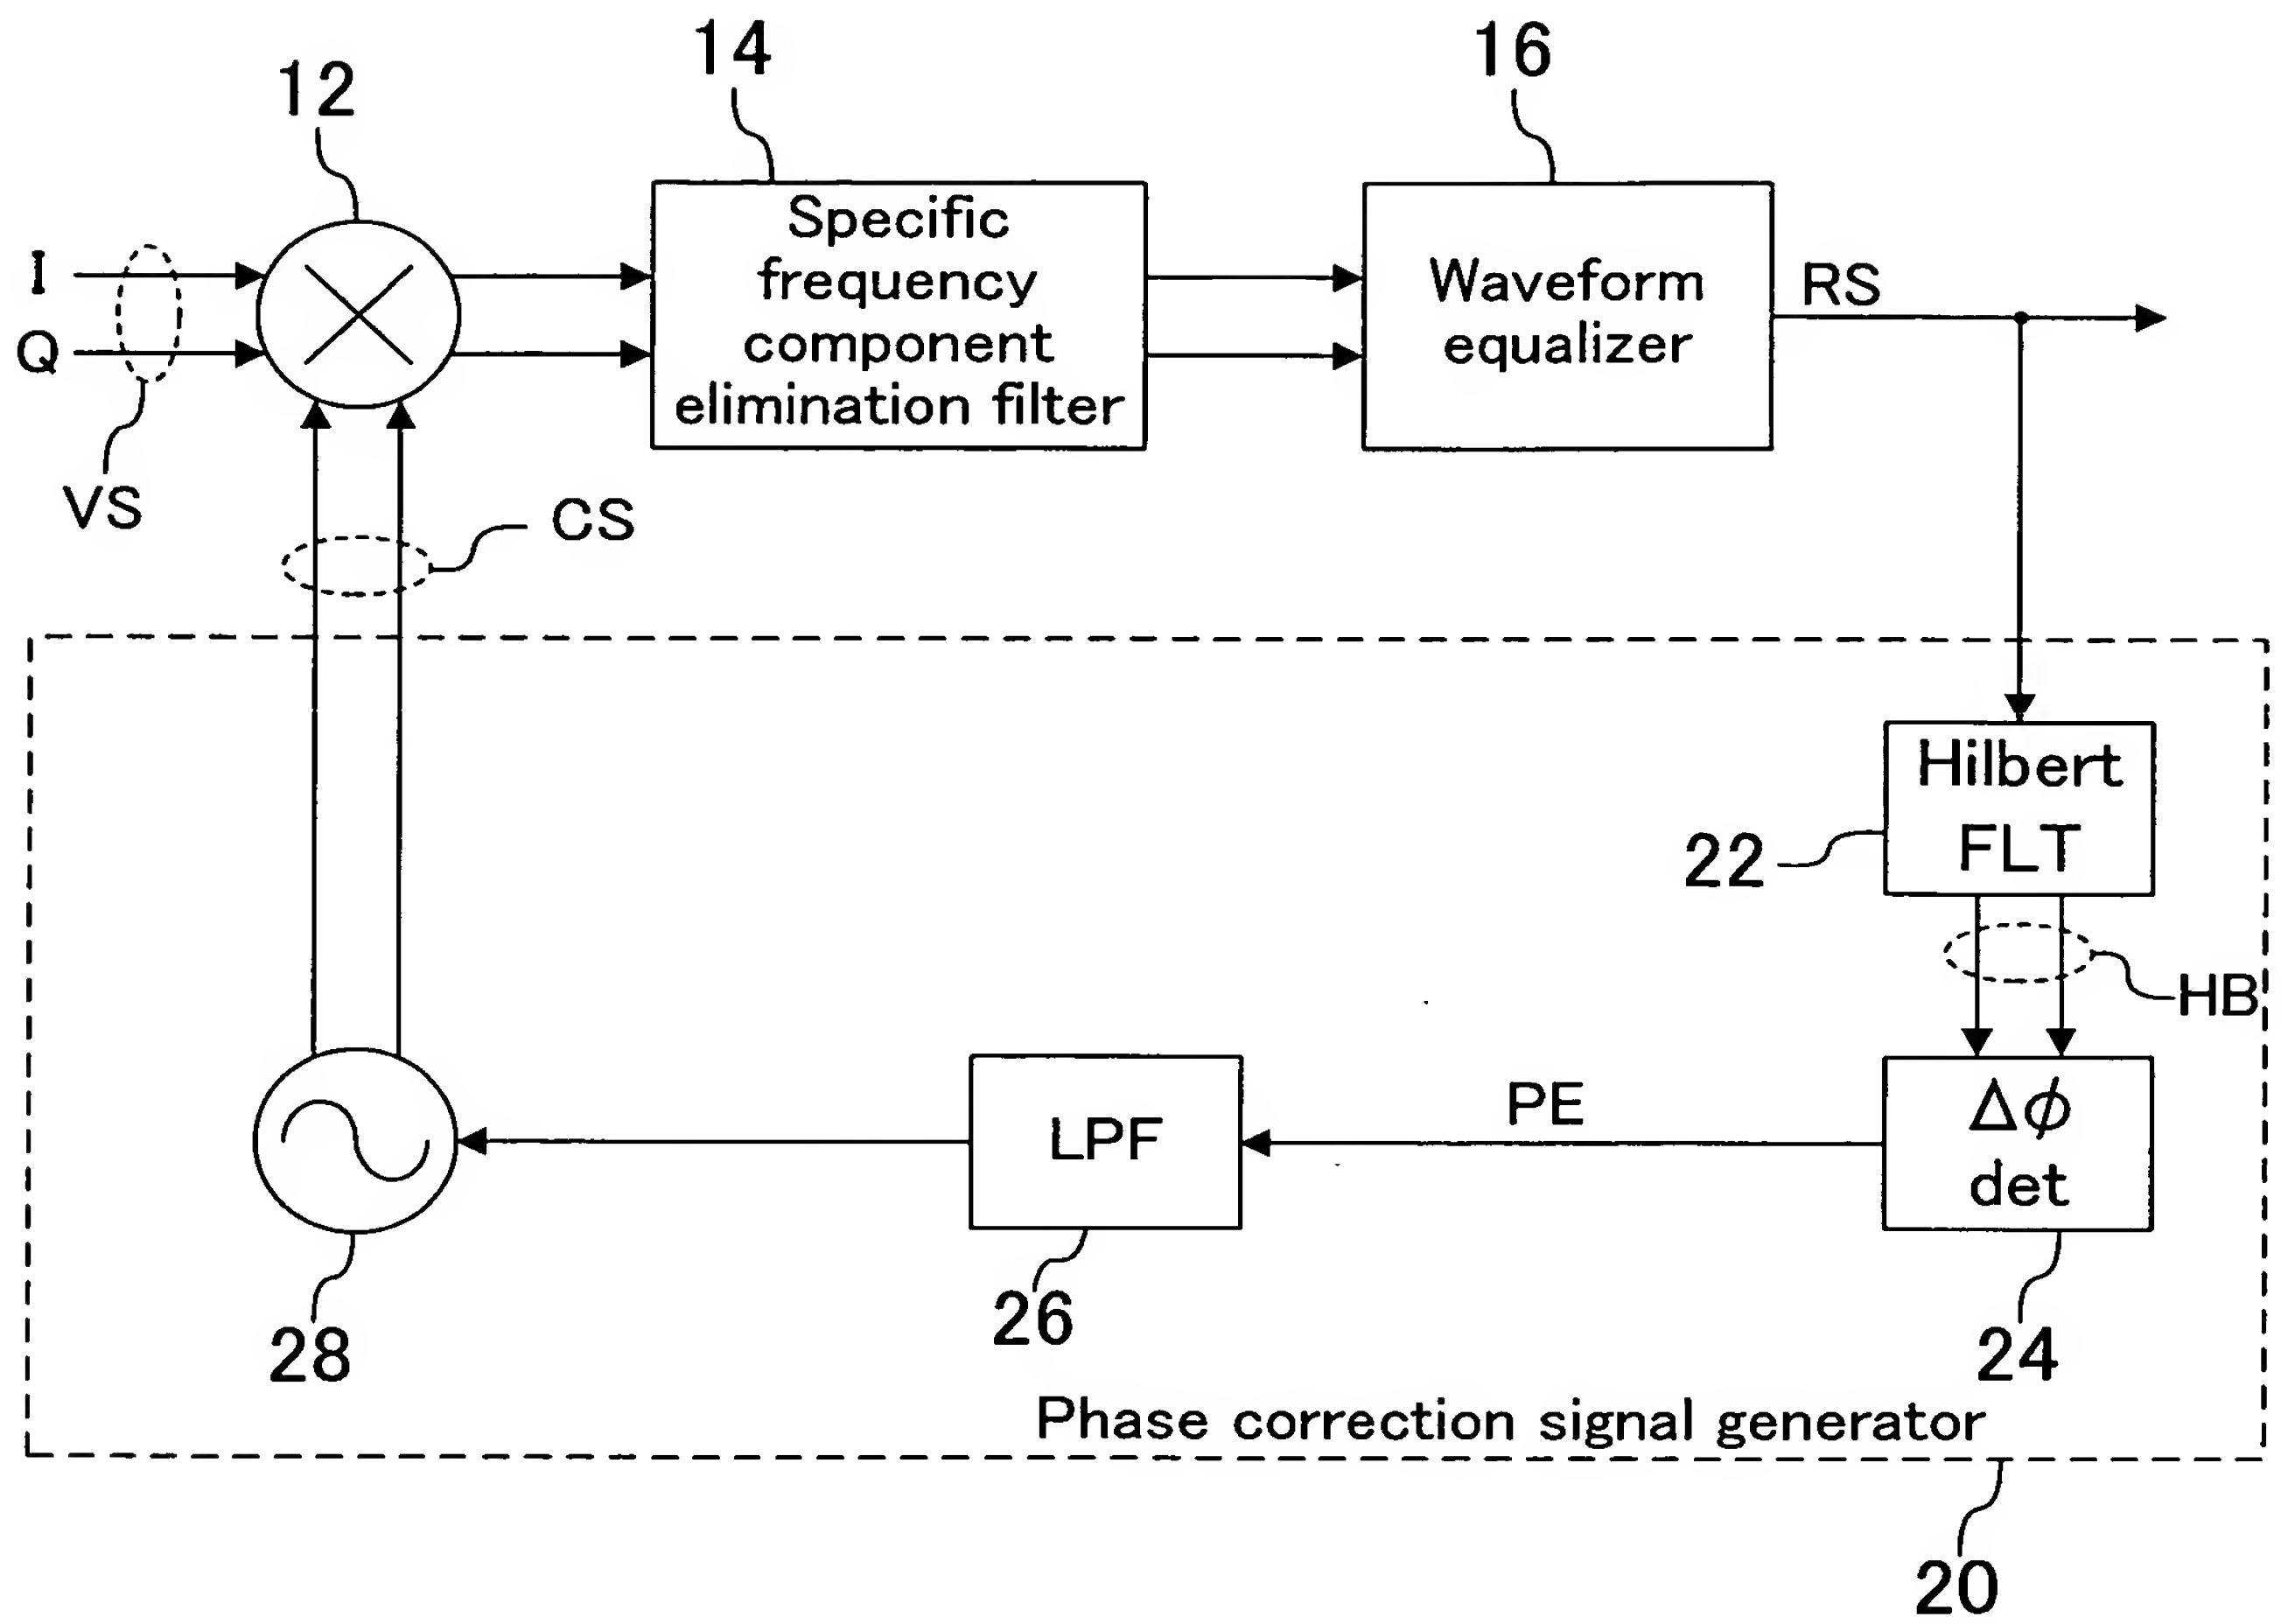 12
14
16
Specific
frequency
component
elimination filter
Waveform
equalizer
I
Q
RS
VS
CS
Hilbert
FLT
22
HB
Δϕ
det
PE
LPF
28
26
24
Phase correction signal generator
20